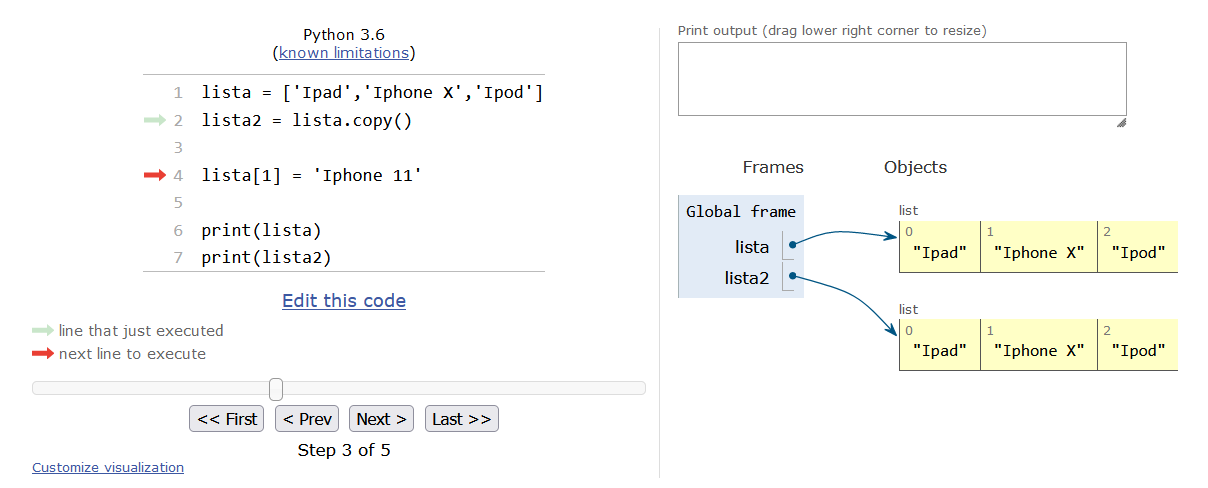 Python 3.6
(known limitations)
1 lista = ['Ipad','Iphone X','Ipod']
2 lista2 = lista.copy()
3
4 lista[1] = 'Iphone 11'
5
6 print(lista)
7 print(lista2)
Edit this code
line that just executed
next line to execute
<< First < Prev Next > Last >>
Step 3 of 5
Customize visualization
Print output (drag lower right corner to resize)
Frames Objects
Global frame
lista
lista2
list
0 1 2
"Ipad" "Iphone X" "Ipod"
list
0 1 2
"Ipad" "Iphone X" "Ipod"